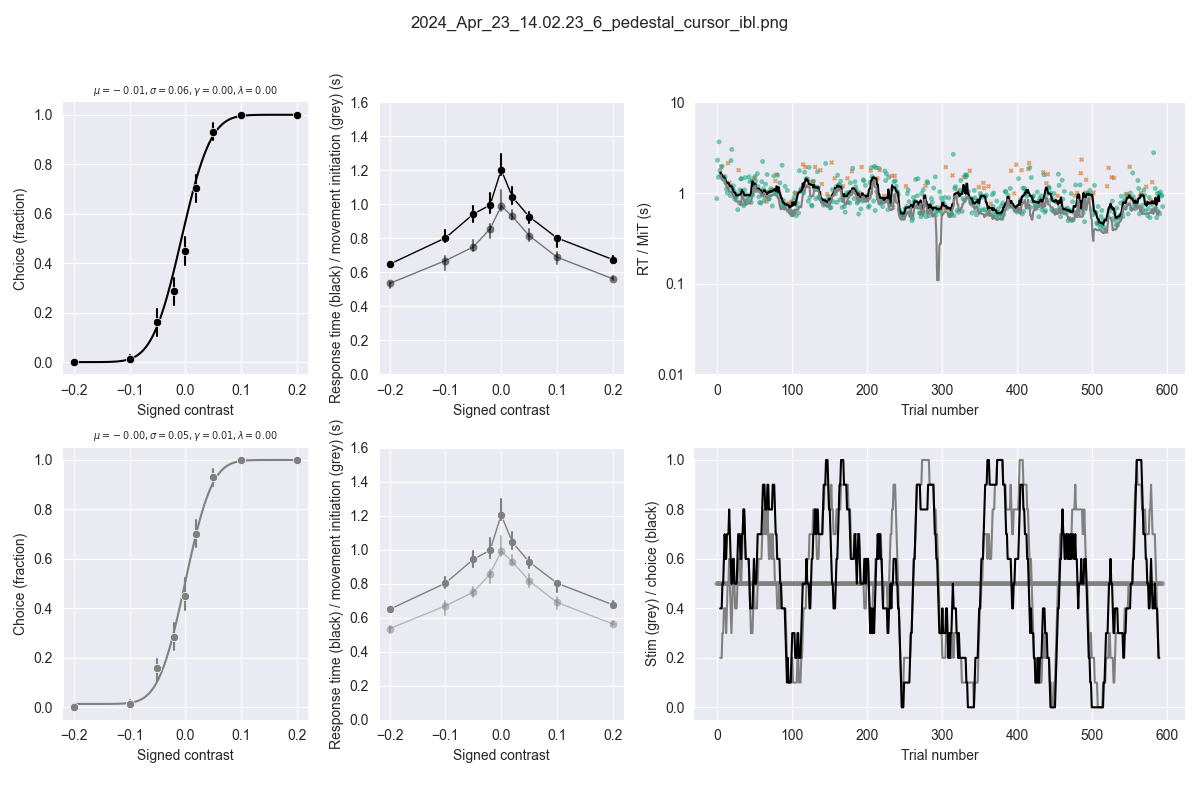 2024_Apr_23_14.02.23_6_pedestal_cursor_ibl.png
μ = − 0.01, σ = 0.06, γ = 0.00, λ = 0.00
Choice (fraction)
1.0
0.8
0.6
0.4
0.2
0.0
−0.2 −0.1 0.0 0.1 0.2
Signed contrast
Response time (black) / movement initiation (grey) (s)
1.6
1.4
1.2
1.0
0.8
0.6
0.4
0.2
0.0
−0.2 −0.1 0.0 0.1 0.2
Signed contrast
RT / MiT (s)
10
1
0.1
0.01
0 100 200 300 400 500 600
Trial number
μ = − 0.00, σ = 0.05, γ = 0.01, λ = 0.00
Choice (fraction)
1.0
0.8
0.6
0.4
0.2
0.0
−0.2 −0.1 0.0 0.1 0.2
Signed contrast
Response time (black) / movement initiation (grey) (s)
1.6
1.4
1.2
1.0
0.8
0.6
0.4
0.2
0.0
−0.2 −0.1 0.0 0.1 0.2
Signed contrast
Stim (grey) / choice (black)
1.0
0.8
0.6
0.4
0.2
0.0
0 100 200 300 400 500 600
Trial number